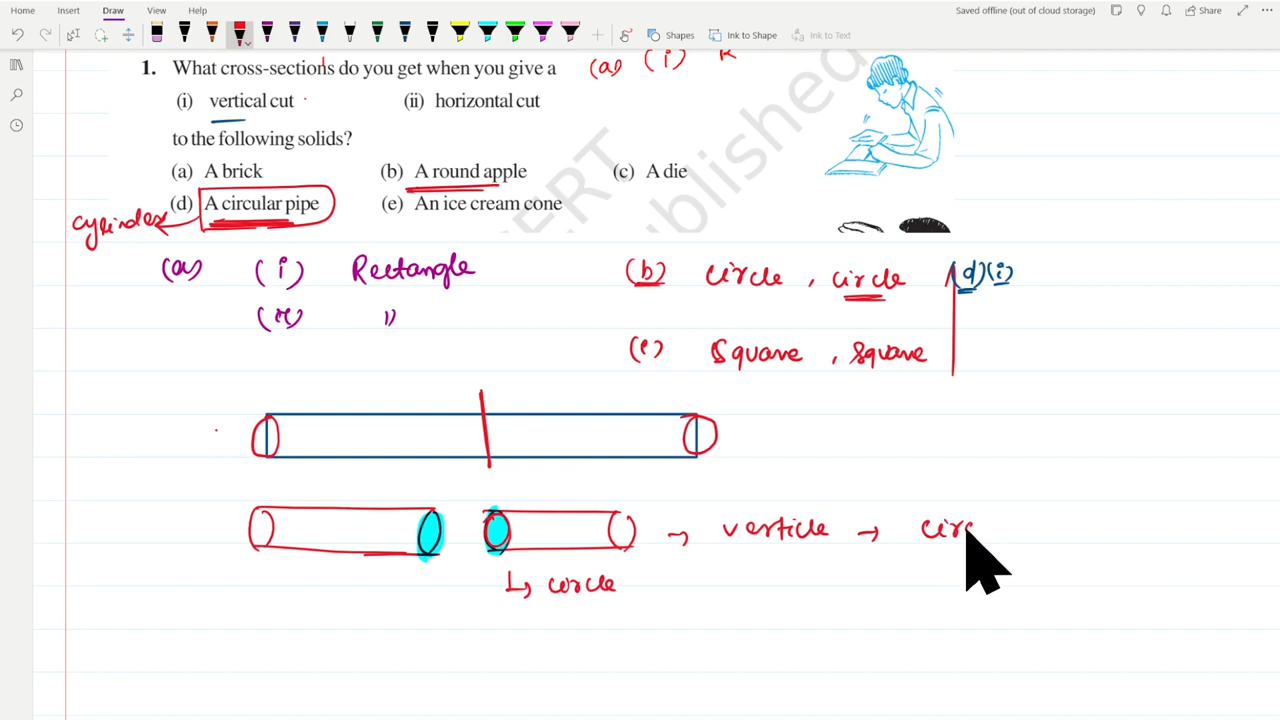 Home Insert Draw View Help Saved offline (out of cloud storage) Share
Shapes Ink to Shape Ink to Text
1. What cross-sections do you get when you give a
(a) (i) R
(i) vertical cut (ii) horizontal cut
to the following solids?
(a) A brick (b) A round apple (c) A die
(d) A circular pipe (e) An ice cream cone
cylinder
(a) (i) Rectangle
(ii) 〃
(b) circle , circle (d)(i)
(c) Square , square
→ verticle → circ
↳ circle
NCERT
published